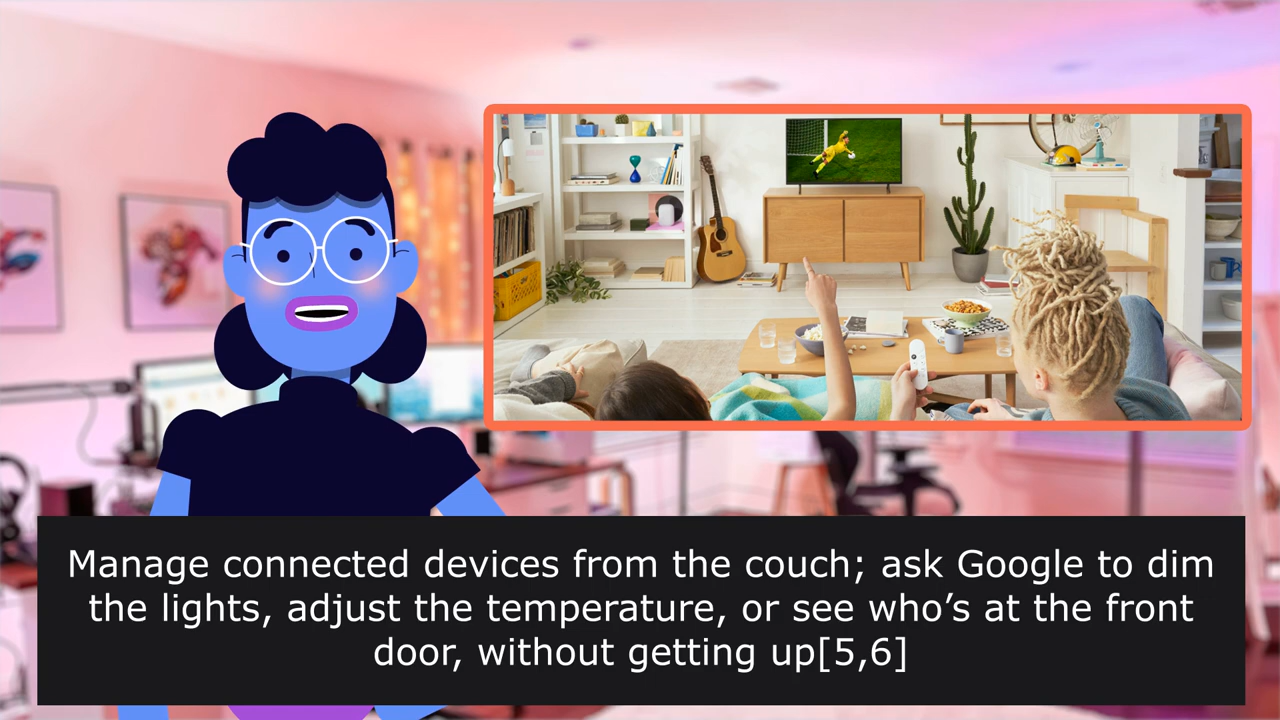 Manage connected devices from the couch; ask Google to dim
the lights, adjust the temperature, or see who’s at the front
door, without getting up[5,6]